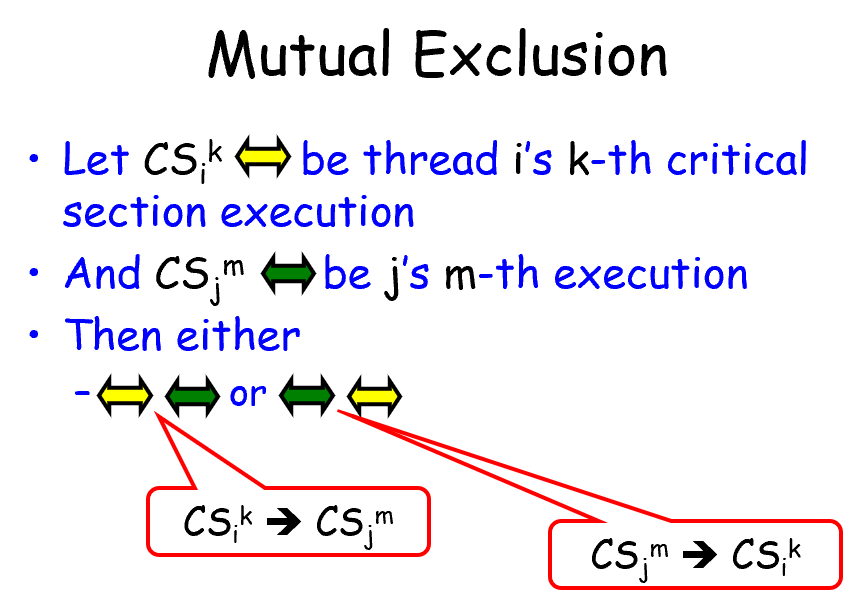 Mutual Exclusion
• Let CSᵢᵏ be thread i's k-th critical
section execution
• And CSⱼᵐ be j's m-th execution
• Then either
– or
CSᵢᵏ ➔ CSⱼᵐ
CSⱼᵐ ➔ CSᵢᵏ